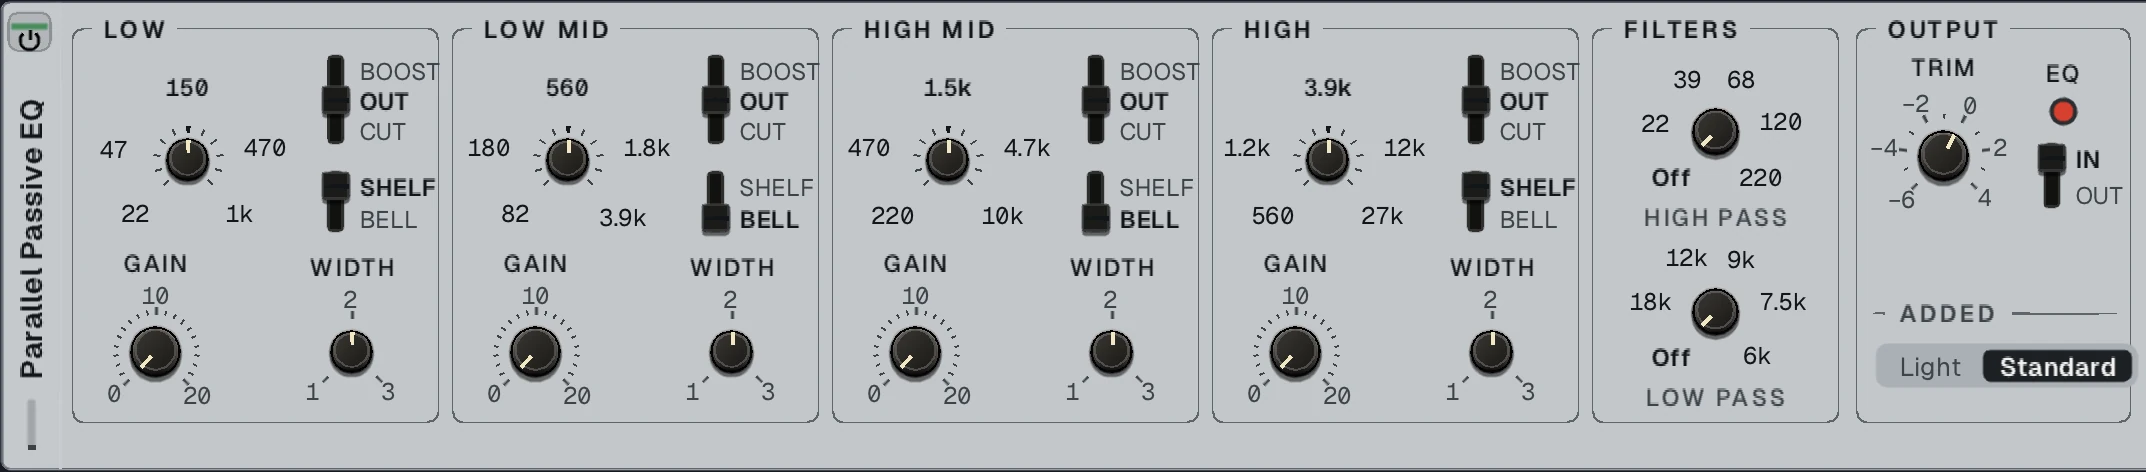 Parallel Passive EQ
LOW
BOOST
OUT
CUT
150
47
470
22
1k
SHELF
BELL
GAIN
10
0
20
WIDTH
2
1
3
LOW MID
BOOST
OUT
CUT
560
180
1.8k
82
3.9k
SHELF
BELL
GAIN
10
0
20
WIDTH
2
1
3
HIGH MID
BOOST
OUT
CUT
1.5k
470
4.7k
220
10k
SHELF
BELL
GAIN
10
0
20
WIDTH
2
1
3
HIGH
BOOST
OUT
CUT
3.9k
1.2k
12k
560
27k
SHELF
BELL
GAIN
10
0
20
WIDTH
2
1
3
FILTERS
39 68
22 120
Off 220
HIGH PASS
12k 9k
18k 7.5k
Off 6k
LOW PASS
OUTPUT
TRIM
-2 0
-4 2
-6 4
EQ
IN
OUT
ADDED
Light Standard